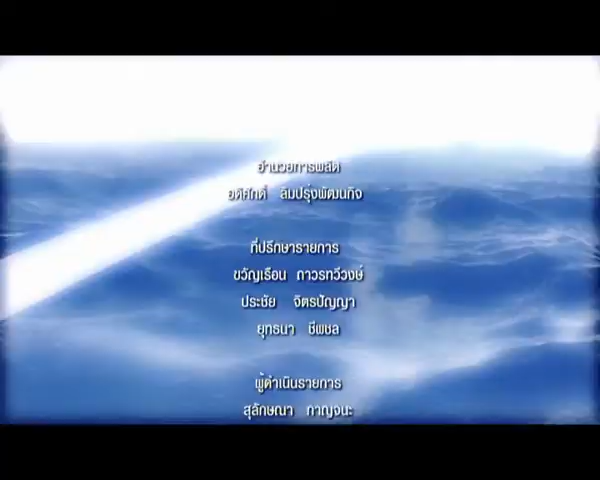 อำนวยการผลิต
อดิศักดิ์ ลิมปรุ่งพัฒนกิจ
ที่ปรึกษารายการ
ขวัญเรือน ถาวรทวีวงษ์
ประชัย จิตรปัญญา
ยุทธนา ชีพชล
ผู้ดำเนินรายการ
สุลักษณา กาญจนะ